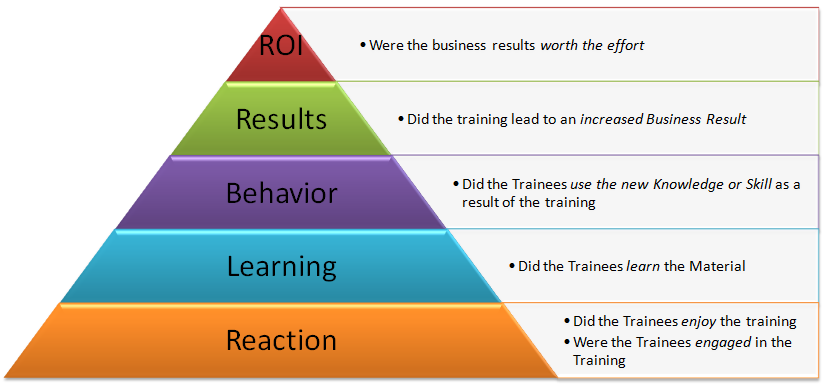 ROI
• Were the business results worth the effort
Results
• Did the training lead to an increased Business Result
Behavior
• Did the Trainees use the new Knowledge or Skill as a
result of the training
Learning
• Did the Trainees learn the Material
Reaction
• Did the Trainees enjoy the training
• Were the Trainees engaged in the
Training